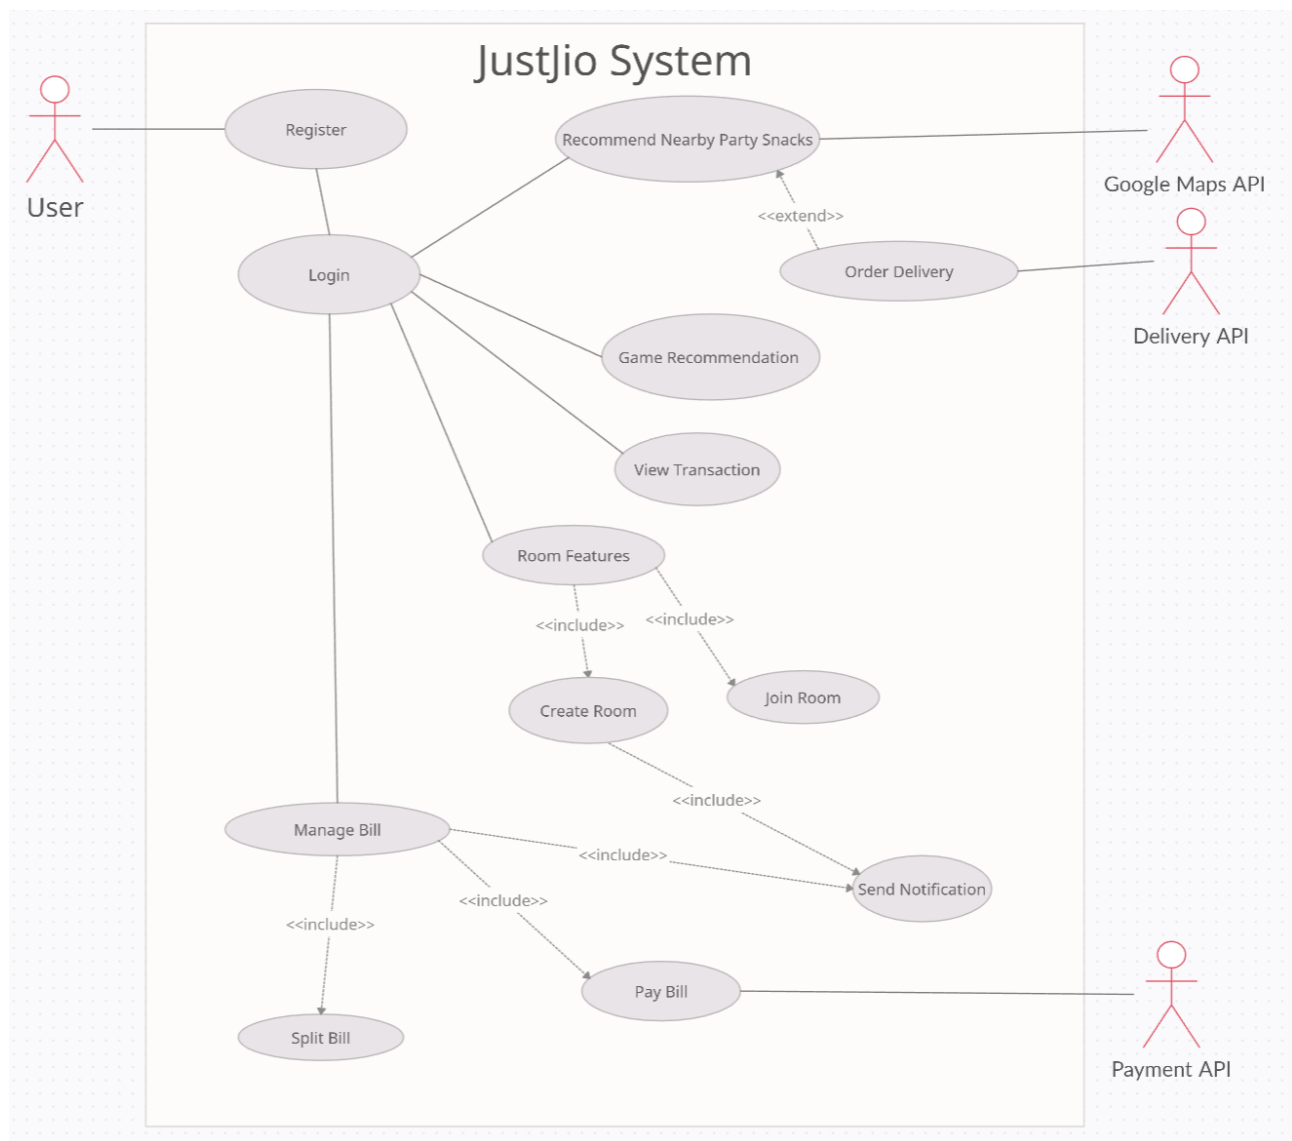 JustJio System
User
Register
Recommend Nearby Party Snacks
Google Maps API
<<extend>>
Login
Order Delivery
Delivery API
Game Recommendation
View Transaction
Room Features
<<include>>
<<include>>
Create Room
Join Room
<<include>>
Manage Bill
<<include>>
Send Notification
<<include>>
<<include>>
Pay Bill
Split Bill
Payment API